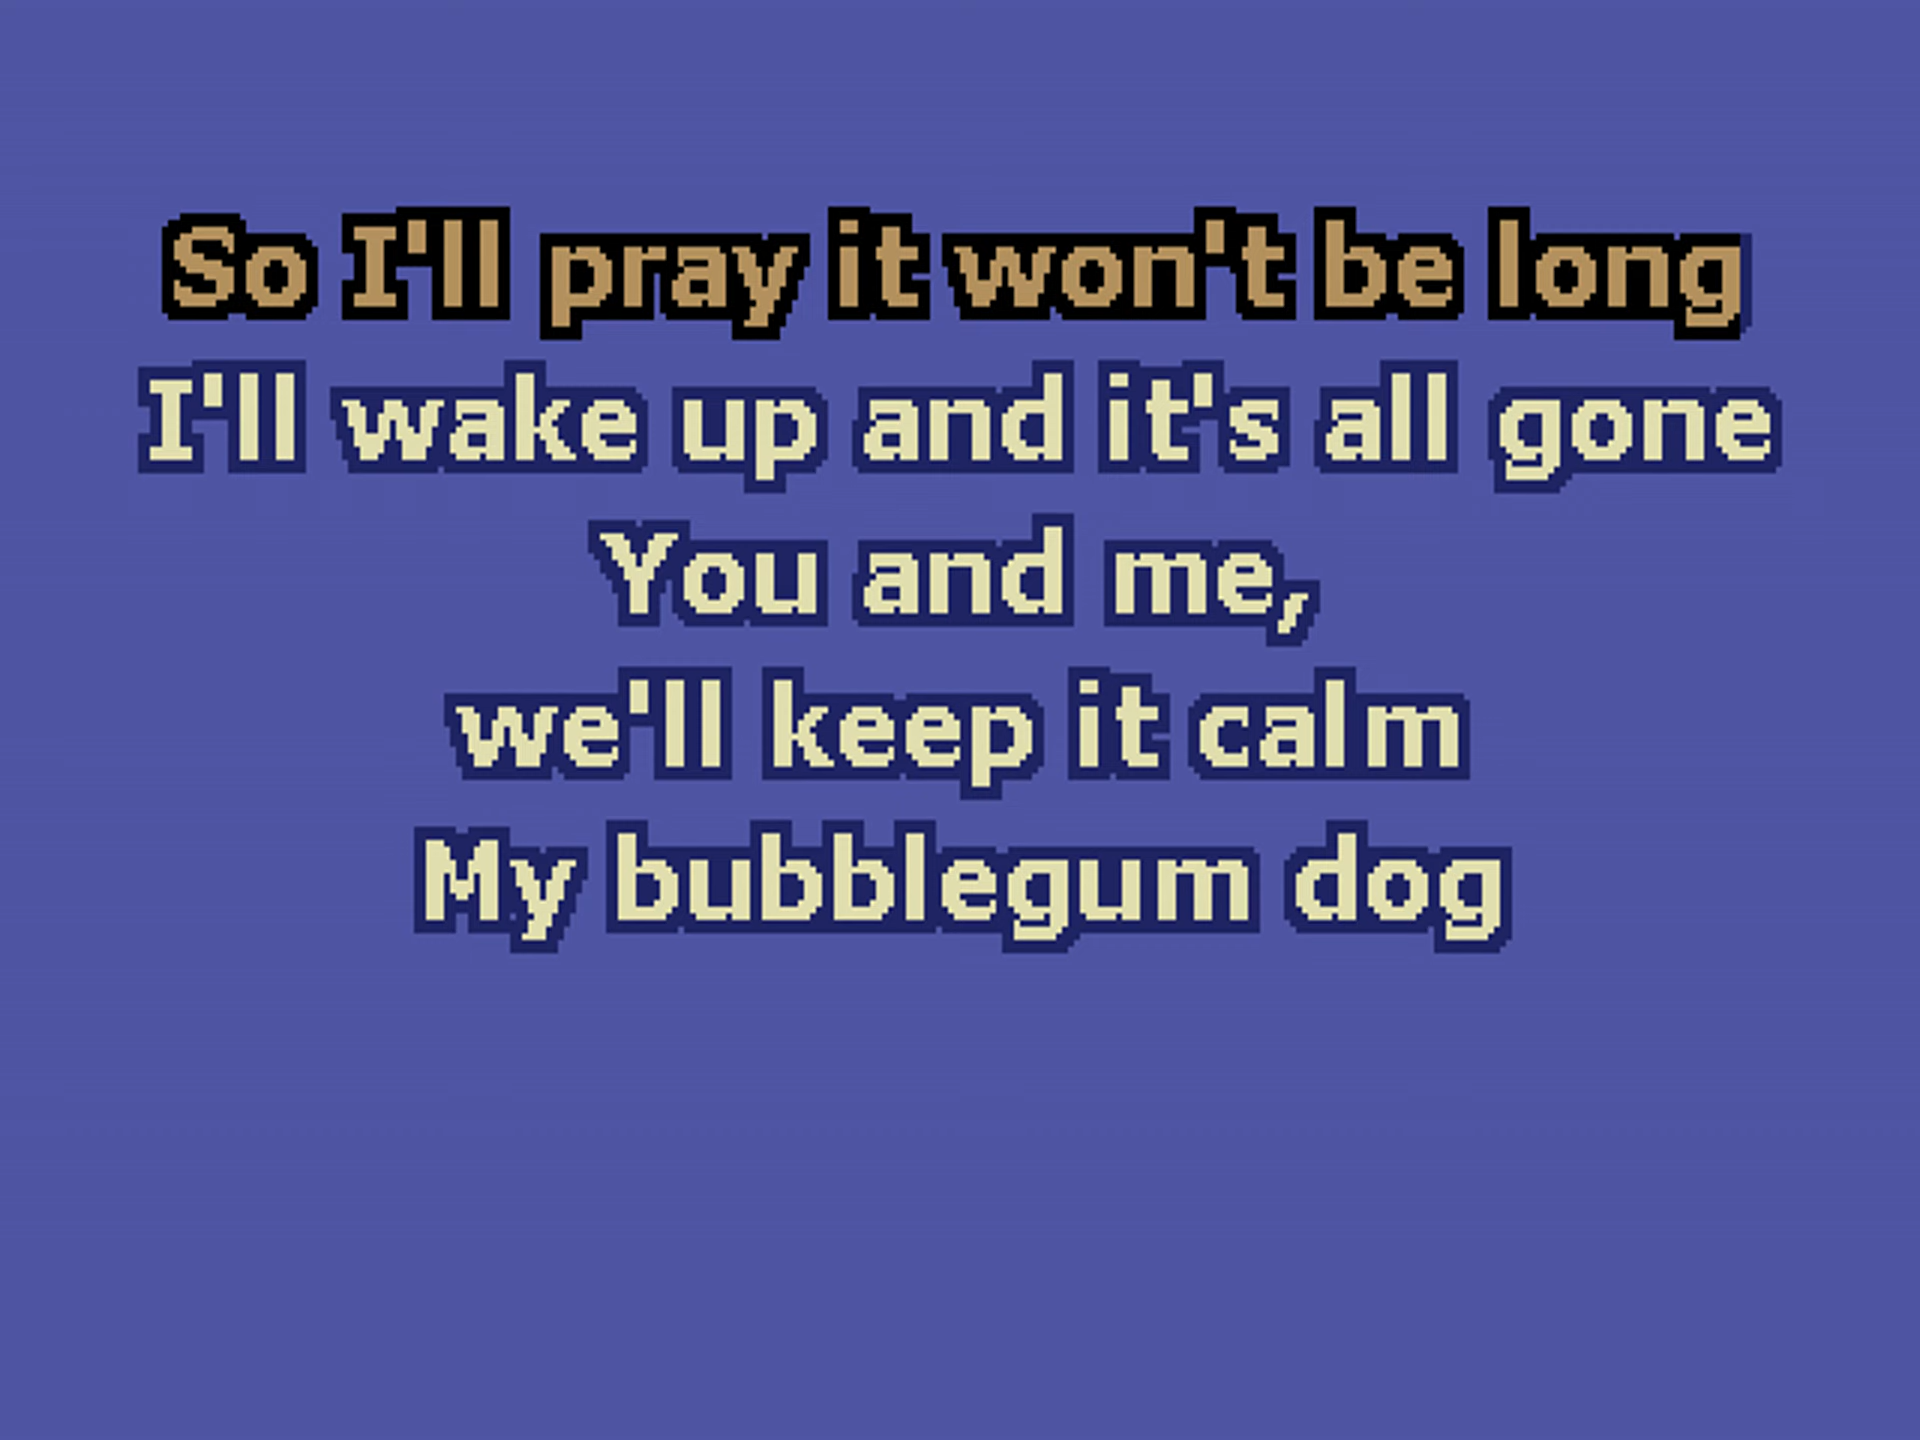 So I'll pray it won't be long
I'll wake up and it's all gone
You and me,
we'll keep it calm
My bubblegum dog